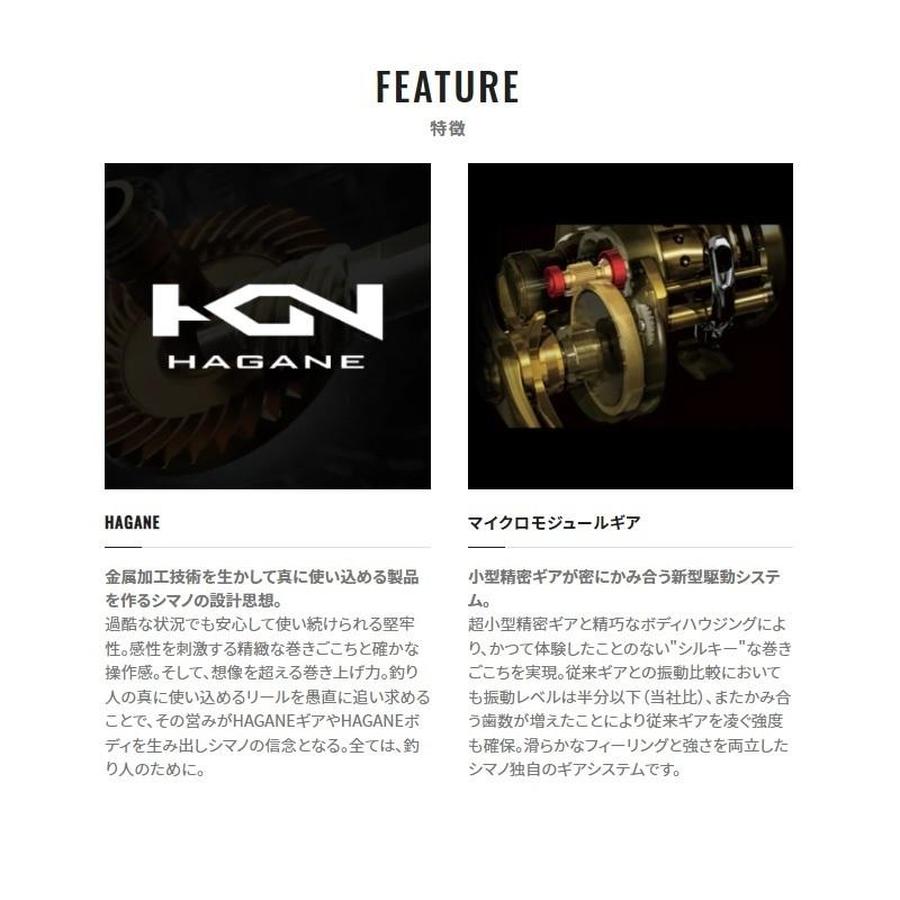 FEATURE
特徴
HAGANE
HAGANE
金属加工技術を生かして真に使い込める製品
を作るシマノの設計思想。
過酷な状況でも安心して使い続けられる堅牢
性。感性を刺激する精緻な巻きごこちと確かな
操作感。そして、想像を超える巻き上げ力。釣り
人の真に使い込めるリールを愚直に追い求める
ことで、その営みがHAGANEギアやHAGANEボ
ディを生み出しシマノの信念となる。全ては、釣
り人のために。
マイクロモジュールギア
小型精密ギアが密にかみ合う新型駆動システ
ム。
超小型精密ギアと精巧なボディハウジングによ
り、かつて体験したことのない"シルキー"な巻き
ごこちを実現。従来ギアとの振動比較において
も振動レベルは半分以下（当社比）、またかみ合
う歯数が増えたことにより従来ギアを凌ぐ強度
も確保。滑らかなフィーリングと強さを両立した
シマノ独自のギアシステムです。